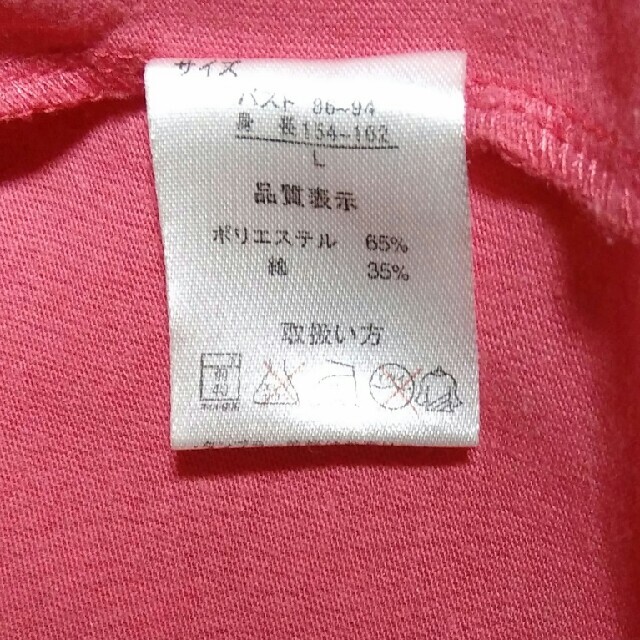 サイズ
バスト 86~94
身長 154~162
L
品質表示
ポリエステル 65%
綿 35%
取扱い方